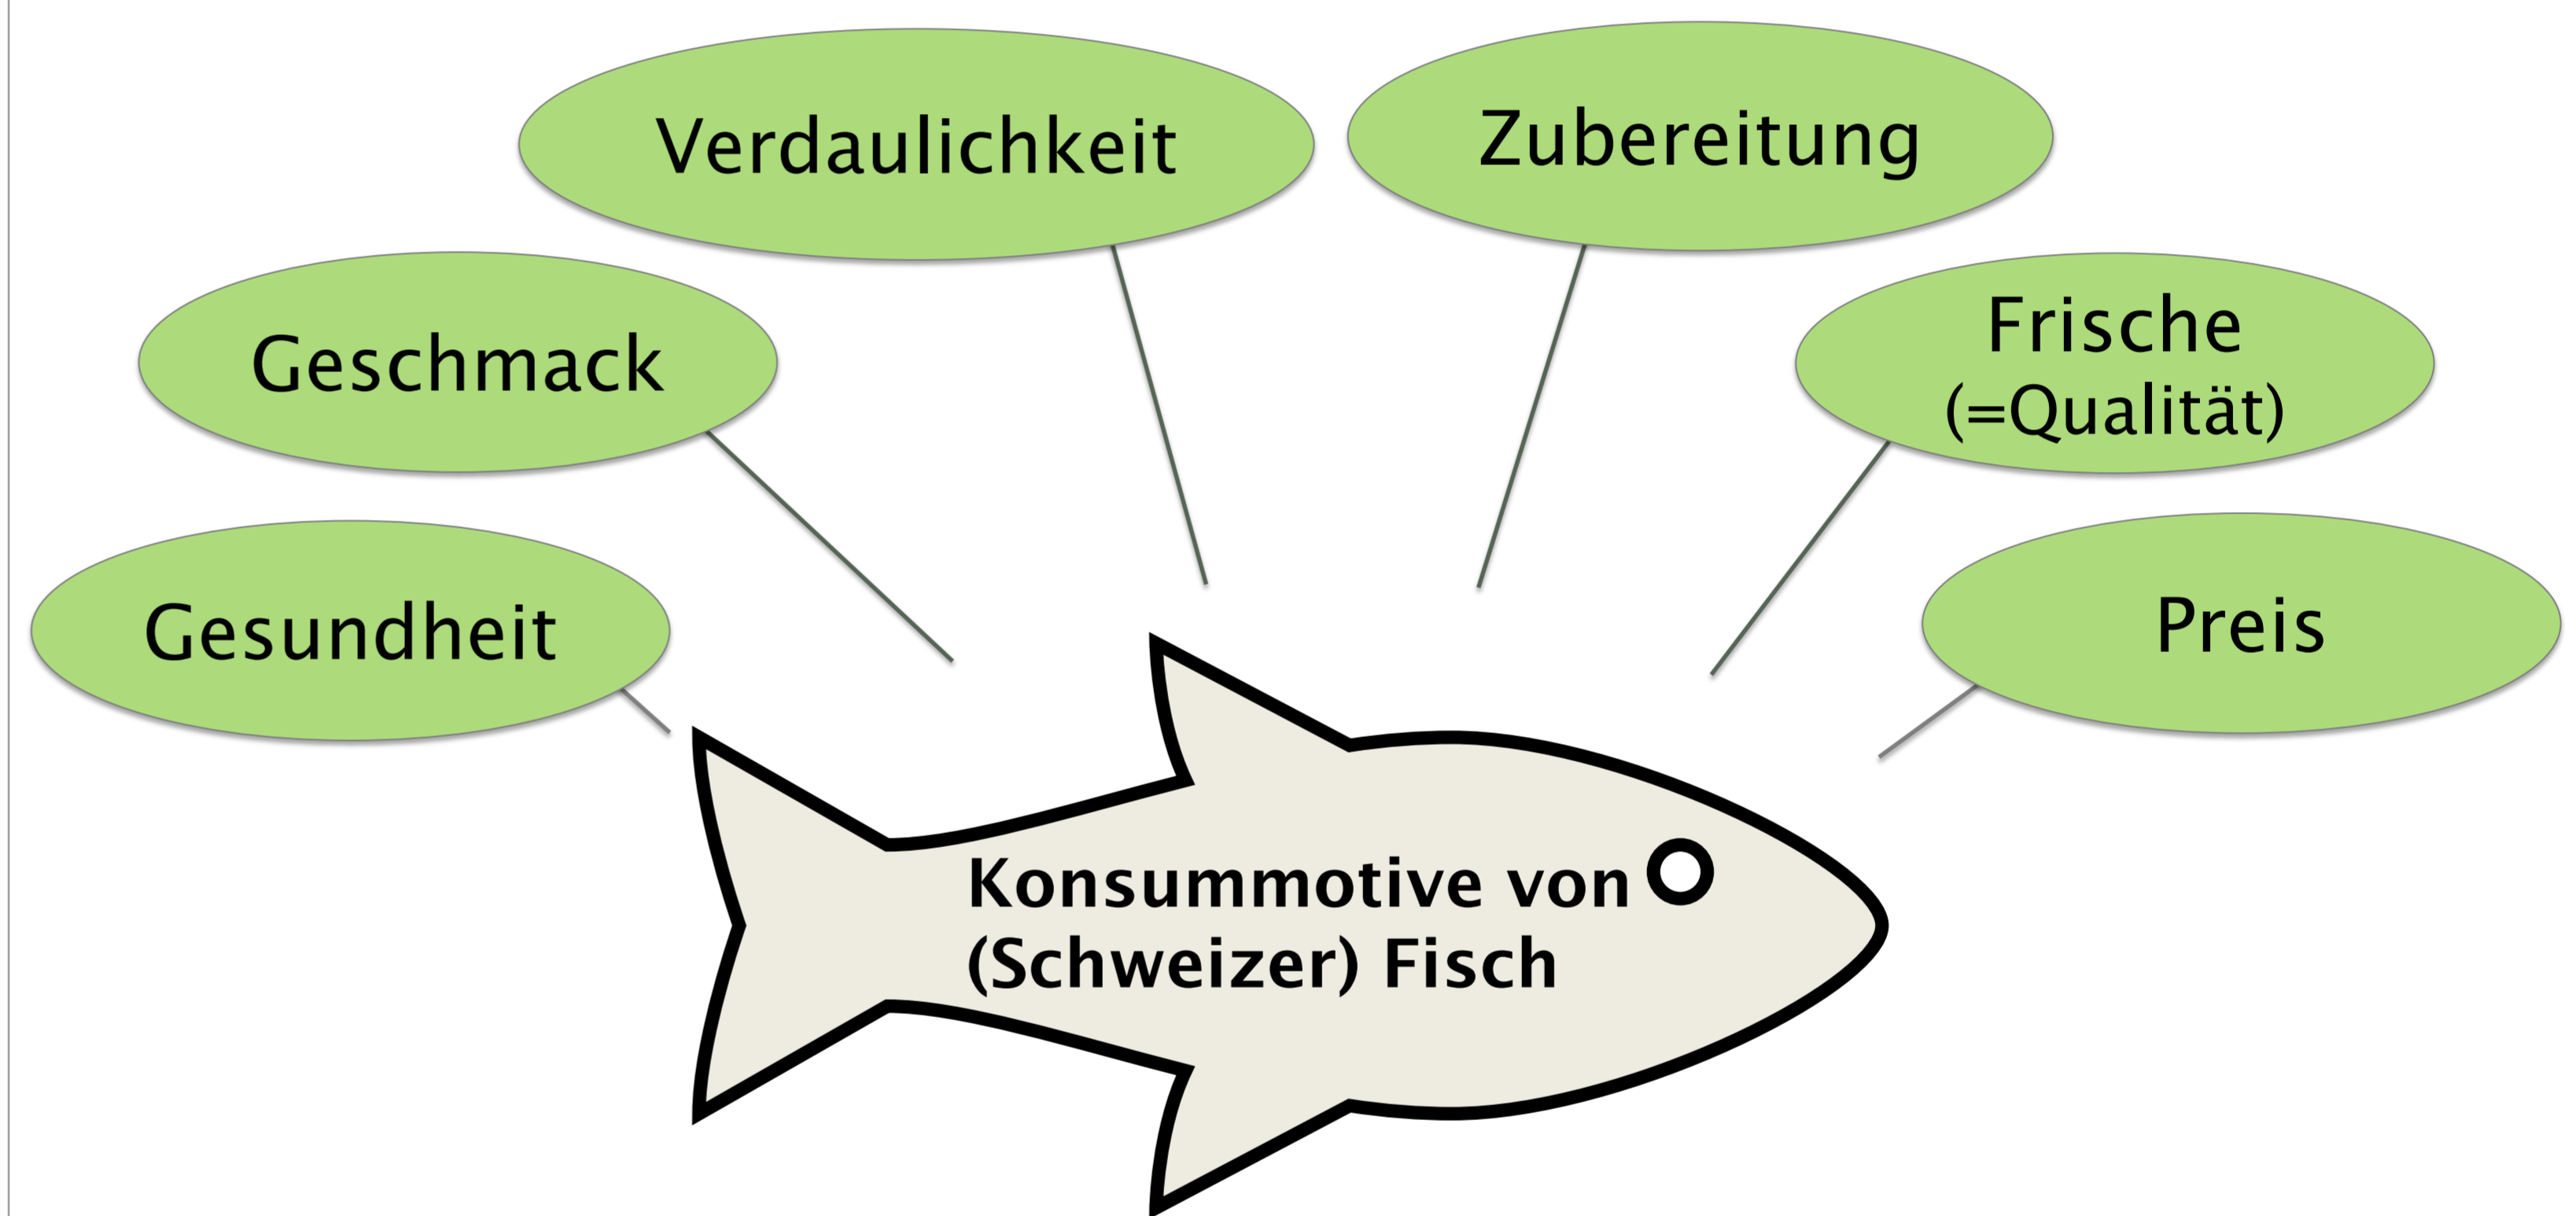 Verdaulichkeit
Zubereitung
Geschmack
Frische
(=Qualität)
Gesundheit
Preis
Konsummotive von
(Schweizer) Fisch